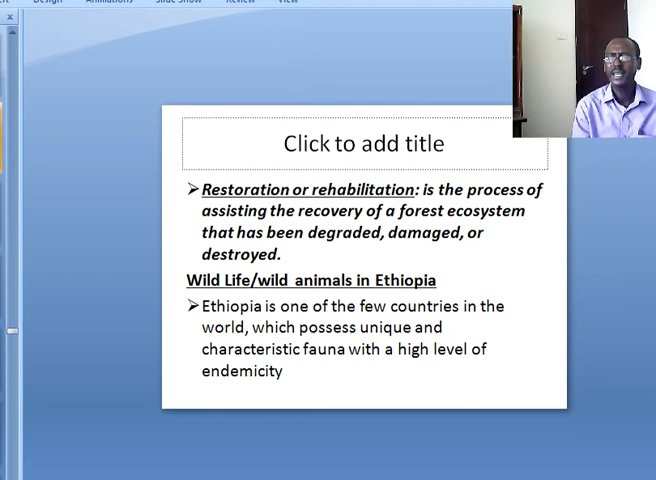 Design
Animations
Slide Show
Review
View
Click to add title
➢Restoration or rehabilitation: is the process of
assisting the recovery of a forest ecosystem
that has been degraded, damaged, or
destroyed.
Wild Life/wild animals in Ethiopia
➢Ethiopia is one of the few countries in the
world, which possess unique and
characteristic fauna with a high level of
endemicity